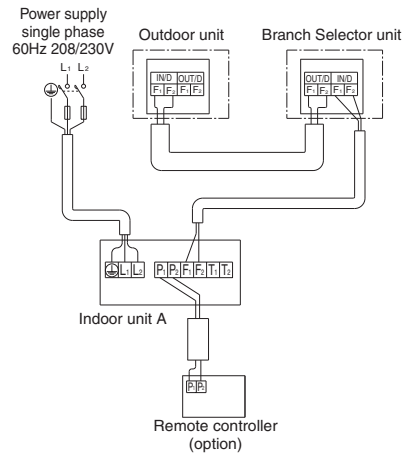 Power supply
single phase
60Hz 208/230V
L1 L2
Outdoor unit
IN/D OUT/D
F1 F2 F1 F2
Branch Selector unit
OUT/D IN/D
F1 F2 F1 F2
L1 L2
P1 P2 F1 F2 T1 T2
Indoor unit A
P1 P2
Remote controller
(option)